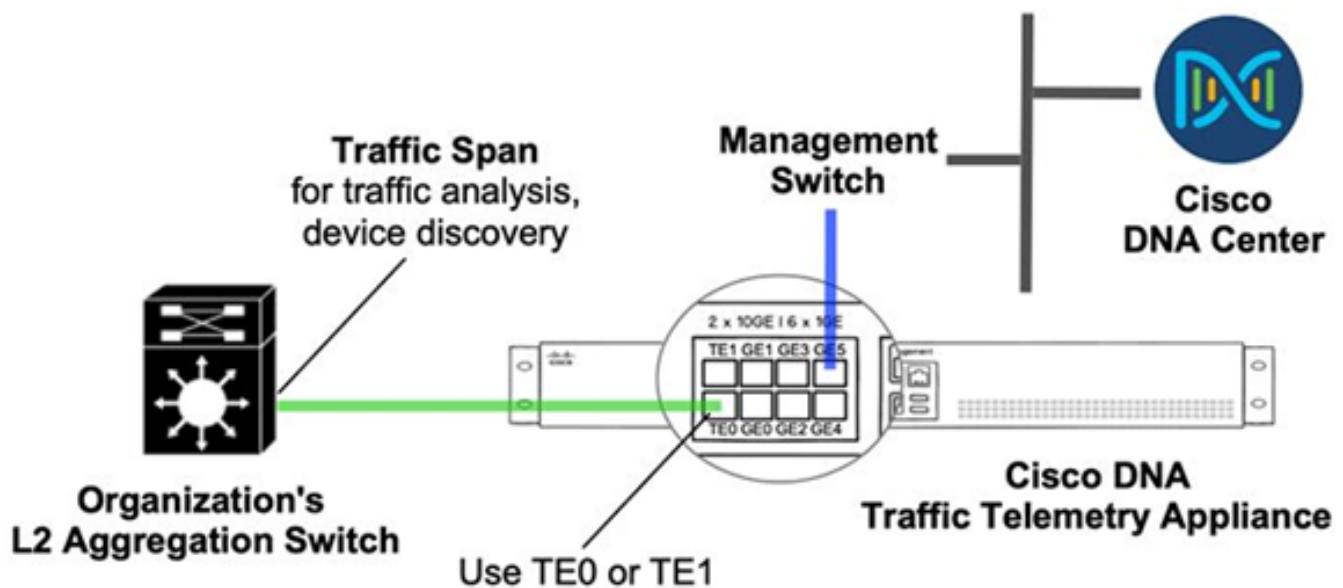 Traffic Span
for traffic analysis,
device discovery
Management
Switch
Cisco
DNA Center
2 x 10GE | 6 x 1GE
TE1 GE1 GE3 GE5
TE0 GE0 GE2 GE4
CISCO
Organization's
L2 Aggregation Switch
Use TE0 or TE1
Cisco DNA
Traffic Telemetry Appliance